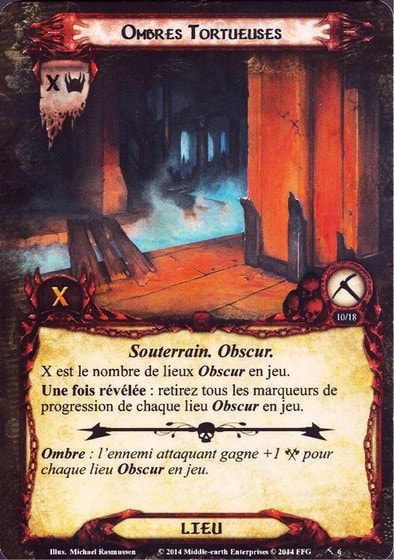 Ombres Tortueuses
X
X
10/18
Souterrain. Obscur.
X est le nombre de lieux Obscur en jeu.
Une fois révélée : retirez tous les marqueurs de
progression de chaque lieu Obscur en jeu.
Ombre : l'ennemi attaquant gagne +1 pour
chaque lieu Obscur en jeu.
LIEU
Illus. Michael Rasmussen © 2014 Middle-earth Enterprises © 2014 FFG 6